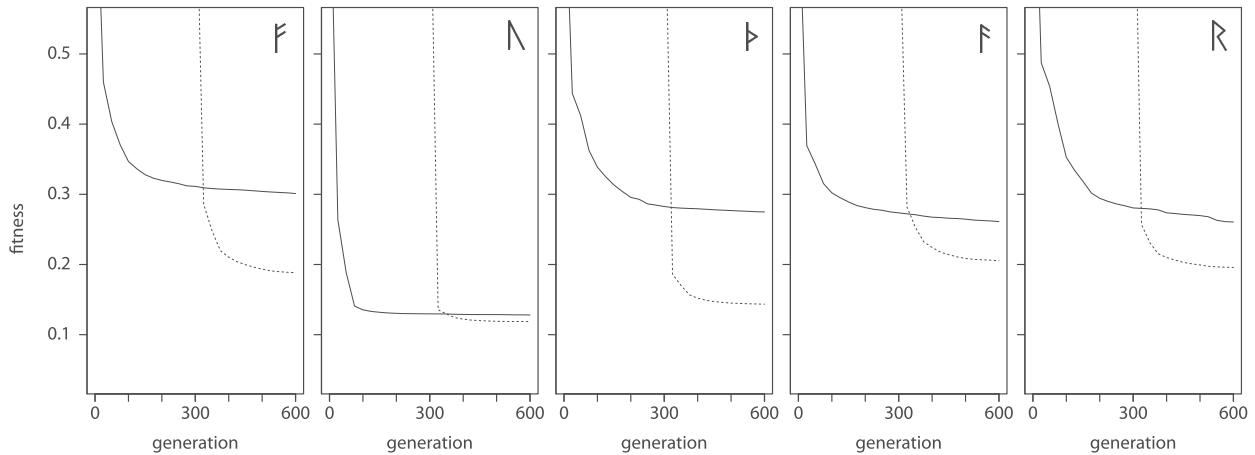 ᚠ ᚢ ᚦ ᚨ ᚱ
0.5
0.4
0.3
0.2
0.1
fitness
0 300 600 0 300 600 0 300 600 0 300 600 0 300 600
generation generation generation generation generation